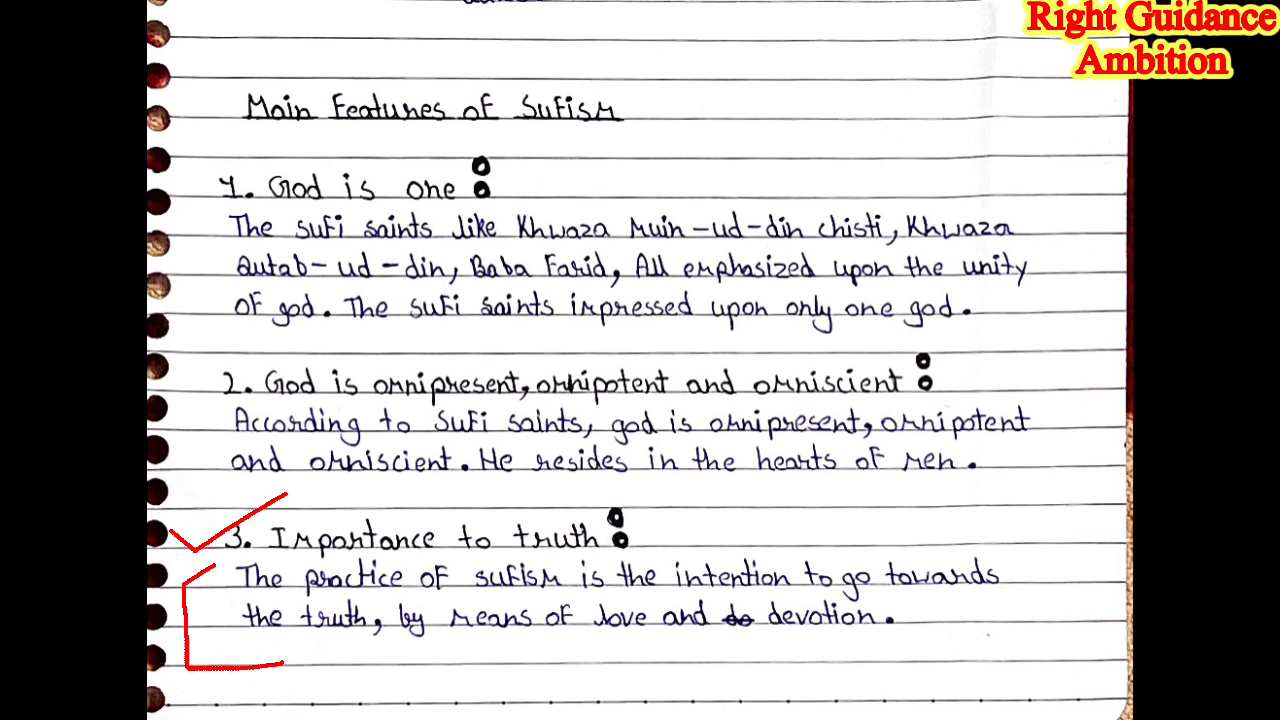 Right Guidance
Ambition
Main Features of Sufism
1. God is one :
The sufi saints like Khwaza Muin-ud-din chisti, Khwaza
Qutab-ud-din, Baba Farid, All emphasized upon the unity
of god. The sufi saints impressed upon only one god.
2. God is omnipresent, omnipotent and omniscient :
According to sufi saints, god is omnipresent, omnipotent
and omniscient. He resides in the hearts of men.
3. Importance to truth :
The practice of sufism is the intention to go towards
the truth, by means of love and devotion.